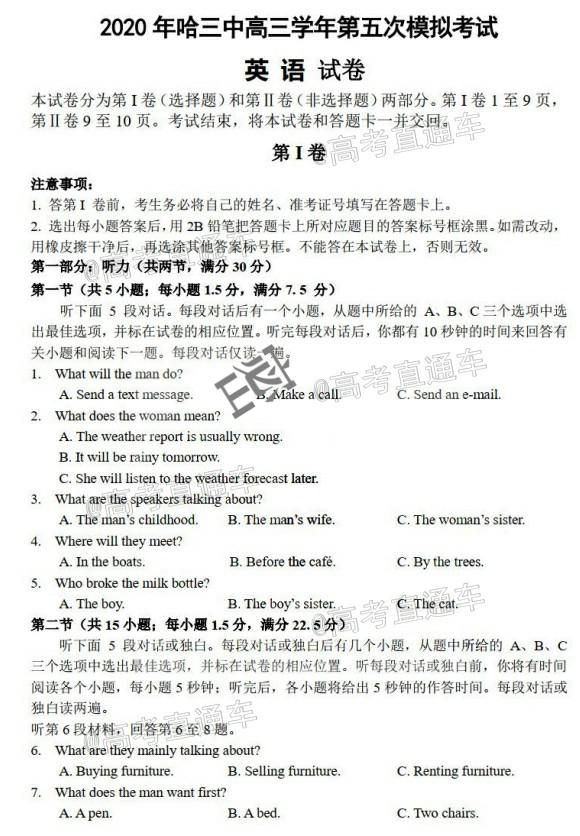 2020 年哈三中高三学年第五次模拟考试
英 语 试卷
本试卷分为第 I 卷（选择题）和第 II 卷（非选择题）两部分。第 I 卷 1 至 9 页，
第 II 卷 9 至 10 页。考试结束，将本试卷和答题卡一并交回。
第 I 卷
@高考直通车
注意事项:
1. 答第 I 卷前，考生务必将自己的姓名、准考证号填写在答题卡上。
2. 选出每小题答案后，用 2B 铅笔把答题卡上所对应题目的答案标号框涂黑。如需改动，
用橡皮擦干净后，再选涂其他答案标号框。不能答在本试卷上，否则无效。
@高考直通车
第一部分：听力（共两节，满分 30 分）
第一节（共 5 小题；每小题 1.5 分，满分 7.5 分）
听下面 5 段对话。每段对话后有一个小题，从题中所给的 A、B、C 三个选项中选
出最佳选项，并标在试卷的相应位置。听完每段对话后，你都有 10 秒钟的时间来回答有
关小题和阅读下一题。每段对话仅读一遍。
1. What will the man do?
A. Send a text message. B. Make a call. C. Send an e-mail.
@高考直通车
2. What does the woman mean?
A. The weather report is usually wrong.
B. It will be rainy tomorrow.
C. She will listen to the weather forecast later.
3. What are the speakers talking about?
A. The man's childhood. B. The man's wife. C. The woman's sister.
@高考直通车
4. Where will they meet?
A. In the boats. B. Before the café. C. By the trees.
5. Who broke the milk bottle?
A. The boy. B. The boy's sister. C. The cat.
@高考直通车
第二节（共 15 小题；每小题 1.5 分，满分 22.5 分）
听下面 5 段对话或独白。每段对话或独白后有几个小题，从题中所给的 A、B、C
三个选项中选出最佳选项，并标在试卷的相应位置。听每段对话或独白前，你将有时间
阅读各个小题，每小题 5 秒钟；听完后，各小题将给出 5 秒钟的作答时间。每段对话或
独白读两遍。
听第 6 段材料，回答第 6 至 8 题。
@高考直通车
6. What are they mainly talking about?
A. Buying furniture. B. Selling furniture. C. Renting furniture.
7. What does the man want first?
A. A pen. B. A bed. C. Two chairs.